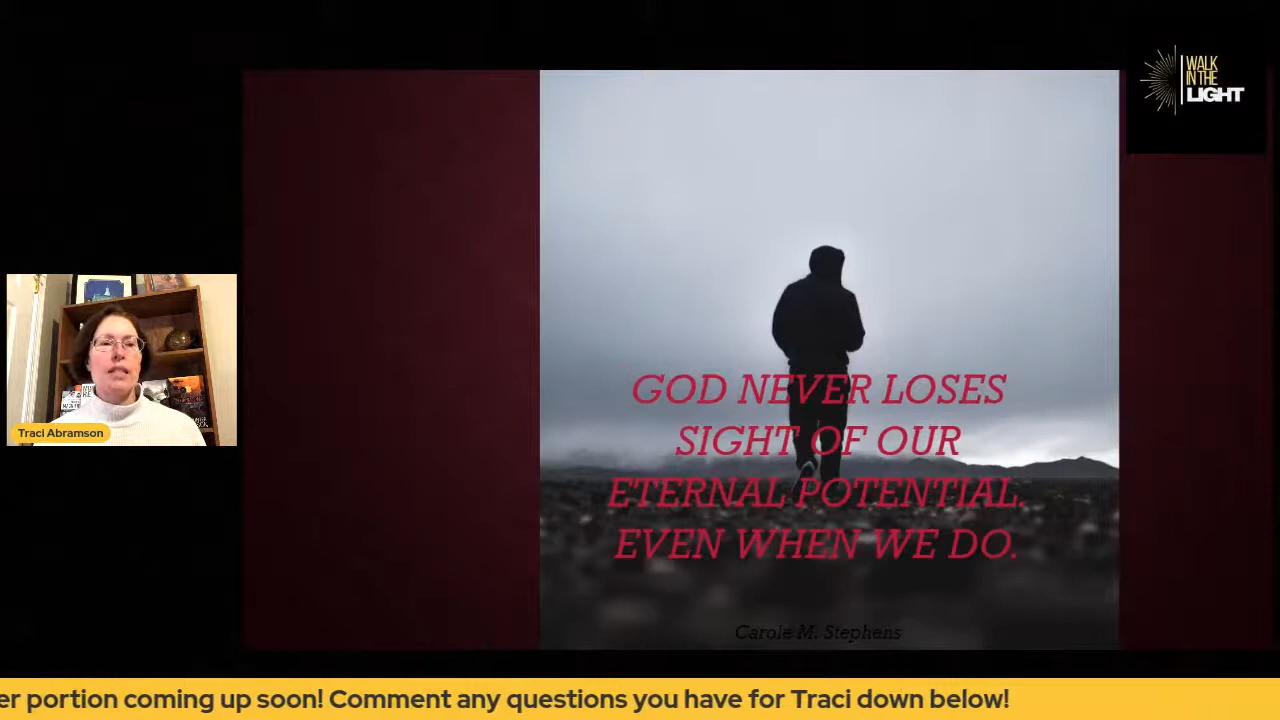 WALK
IN THE
LIGHT
GOD NEVER LOSES
SIGHT OF OUR
ETERNAL POTENTIAL.
EVEN WHEN WE DO.
Traci Abramson
Carole M. Stephens
er portion coming up soon! Comment any questions you have for Traci down below!